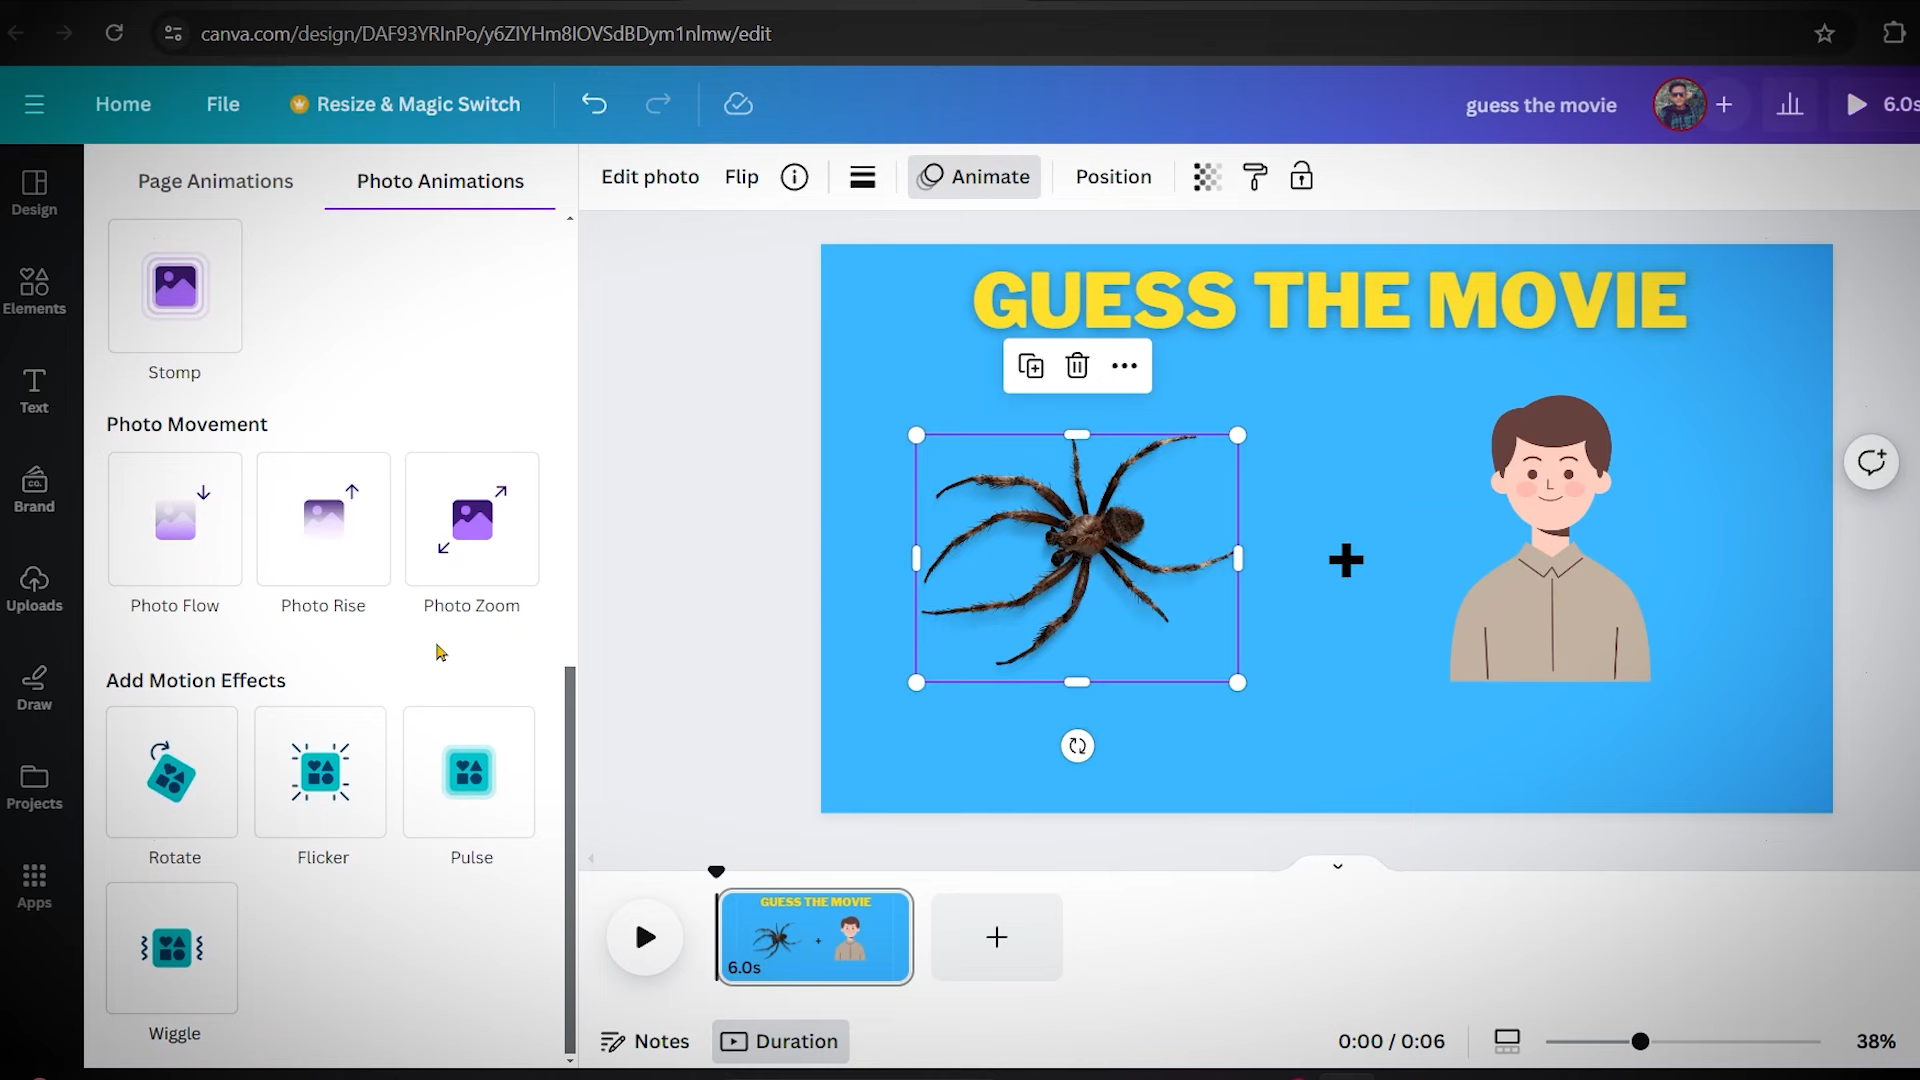 canva.com/design/DAF93YRInPo/y6ZIYHm8IOVSdBDym1nlmw/edit
Home
File
Resize & Magic Switch
guess the movie
6.0s
Page Animations
Photo Animations
Edit photo
Flip
Animate
Position
Design
Elements
Text
Brand
CO.
Uploads
Draw
Projects
Apps
Stomp
Photo Movement
Photo Flow
Photo Rise
Photo Zoom
Add Motion Effects
Rotate
Flicker
Pulse
Wiggle
GUESS THE MOVIE
+
GUESS THE MOVIE
+
6.0s
Notes
Duration
0:00 / 0:06
38%